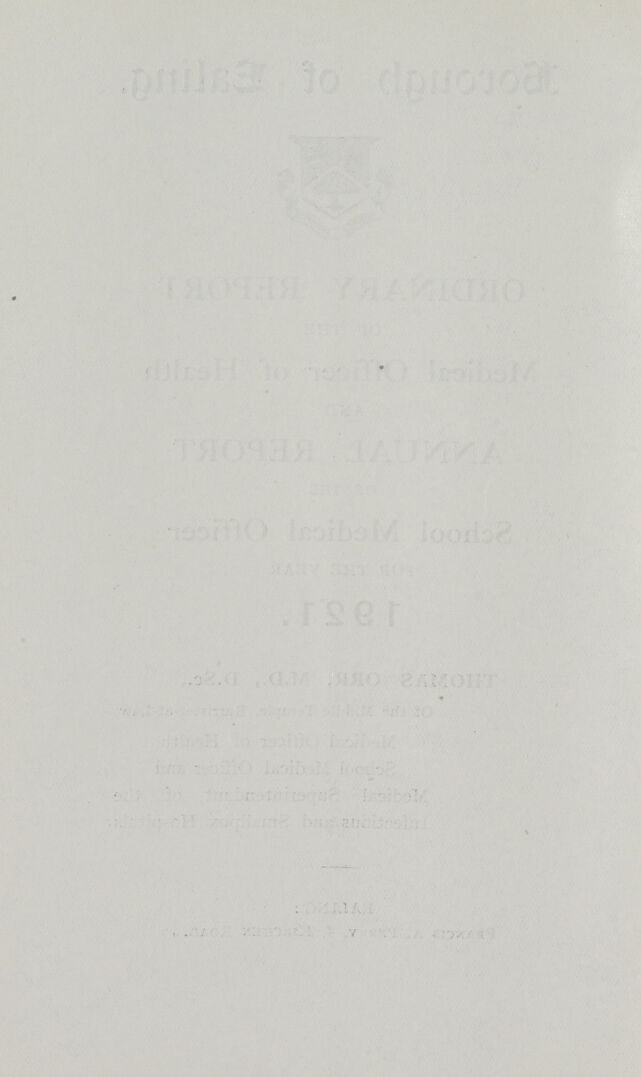 Borough of Ealing.
ORDINARY REPORT
OF THE
Medical Officer of Health
AND
ANNUAL REPORT
OF THE
School Medical Officer
FOR THE YEAR
1921.
THOMAS ORR, M.D., D.Sc.,
Of the Middle Temple, Barrister-at-Law
Medical Officer of Health
School Medical Officer and
Medical Superintendent of the
Infectious and Smallpox Hospitals.
EALING:
FRANCIS A. ROAD.